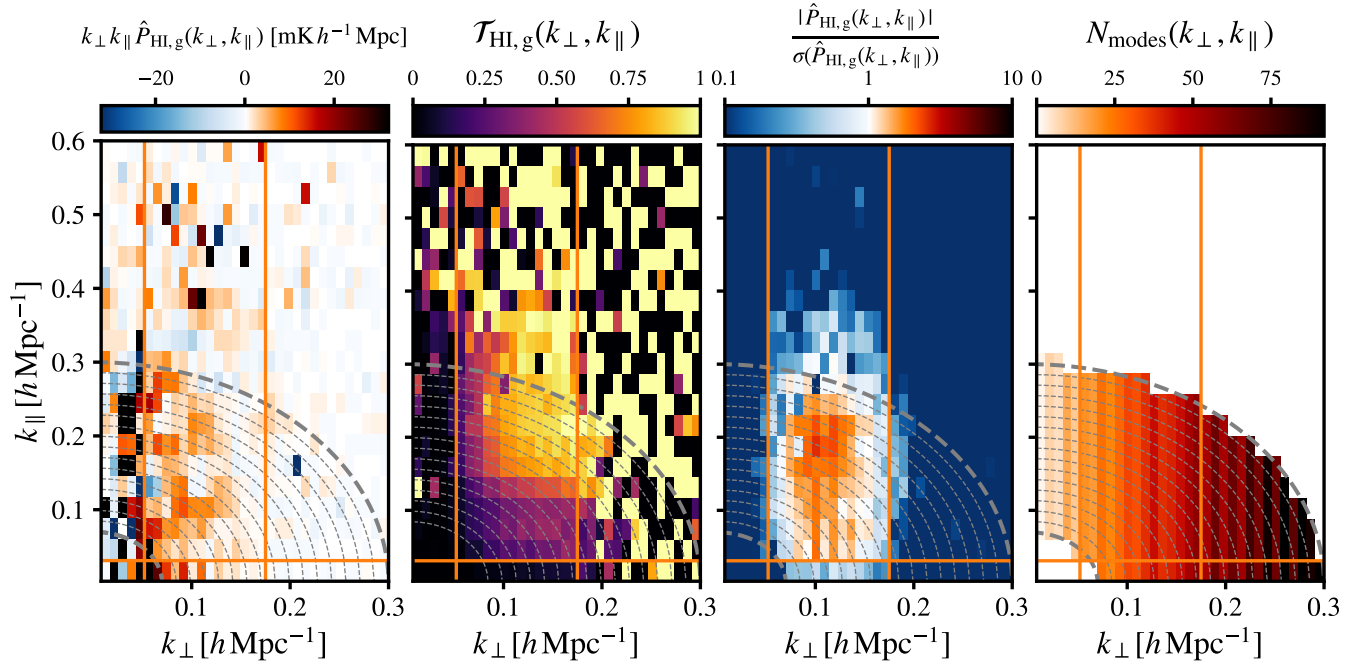 k⊥k∥P̂HI,g(k⊥, k∥) [mK h⁻¹ Mpc]
𝒯HI,g(k⊥, k∥)
|P̂HI,g(k⊥, k∥)|
σ(P̂HI,g(k⊥, k∥))
Nmodes(k⊥, k∥)
−20 0 20
0 0.25 0.50 0.75 1
0.1 1 10
0 25 50 75
0.6
0.5
0.4
0.3
0.2
0.1
k∥ [h Mpc⁻¹]
0.1 0.2 0.3
0.1 0.2 0.3
0.1 0.2 0.3
0.1 0.2 0.3
k⊥ [h Mpc⁻¹]
k⊥ [h Mpc⁻¹]
k⊥ [h Mpc⁻¹]
k⊥ [h Mpc⁻¹]